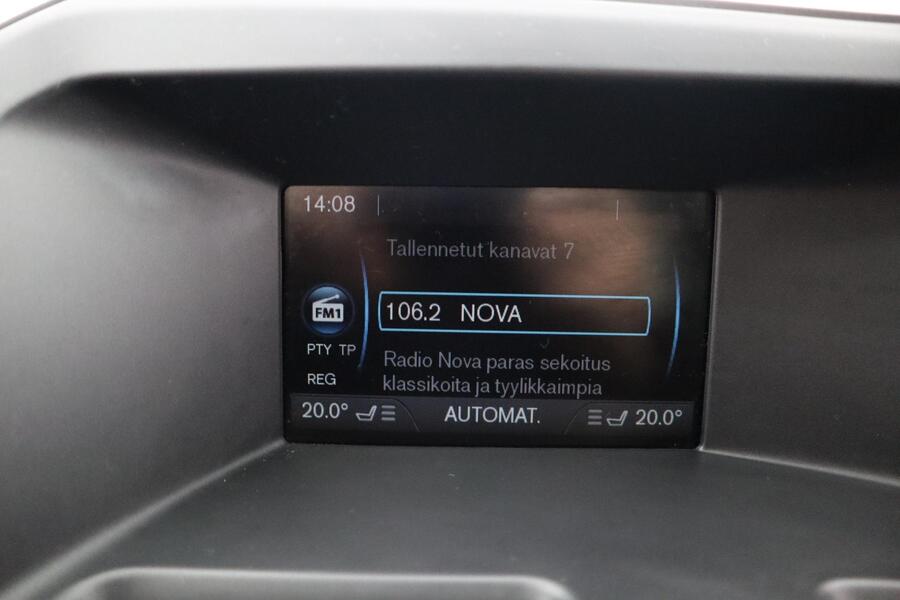 14:08
Tallennetut kanavat 7
FM1
106.2 NOVA
PTY TP
Radio Nova paras sekoitus
REG
klassikoita ja tyylikkaimpia
20.0° AUTOMAT. 20.0°